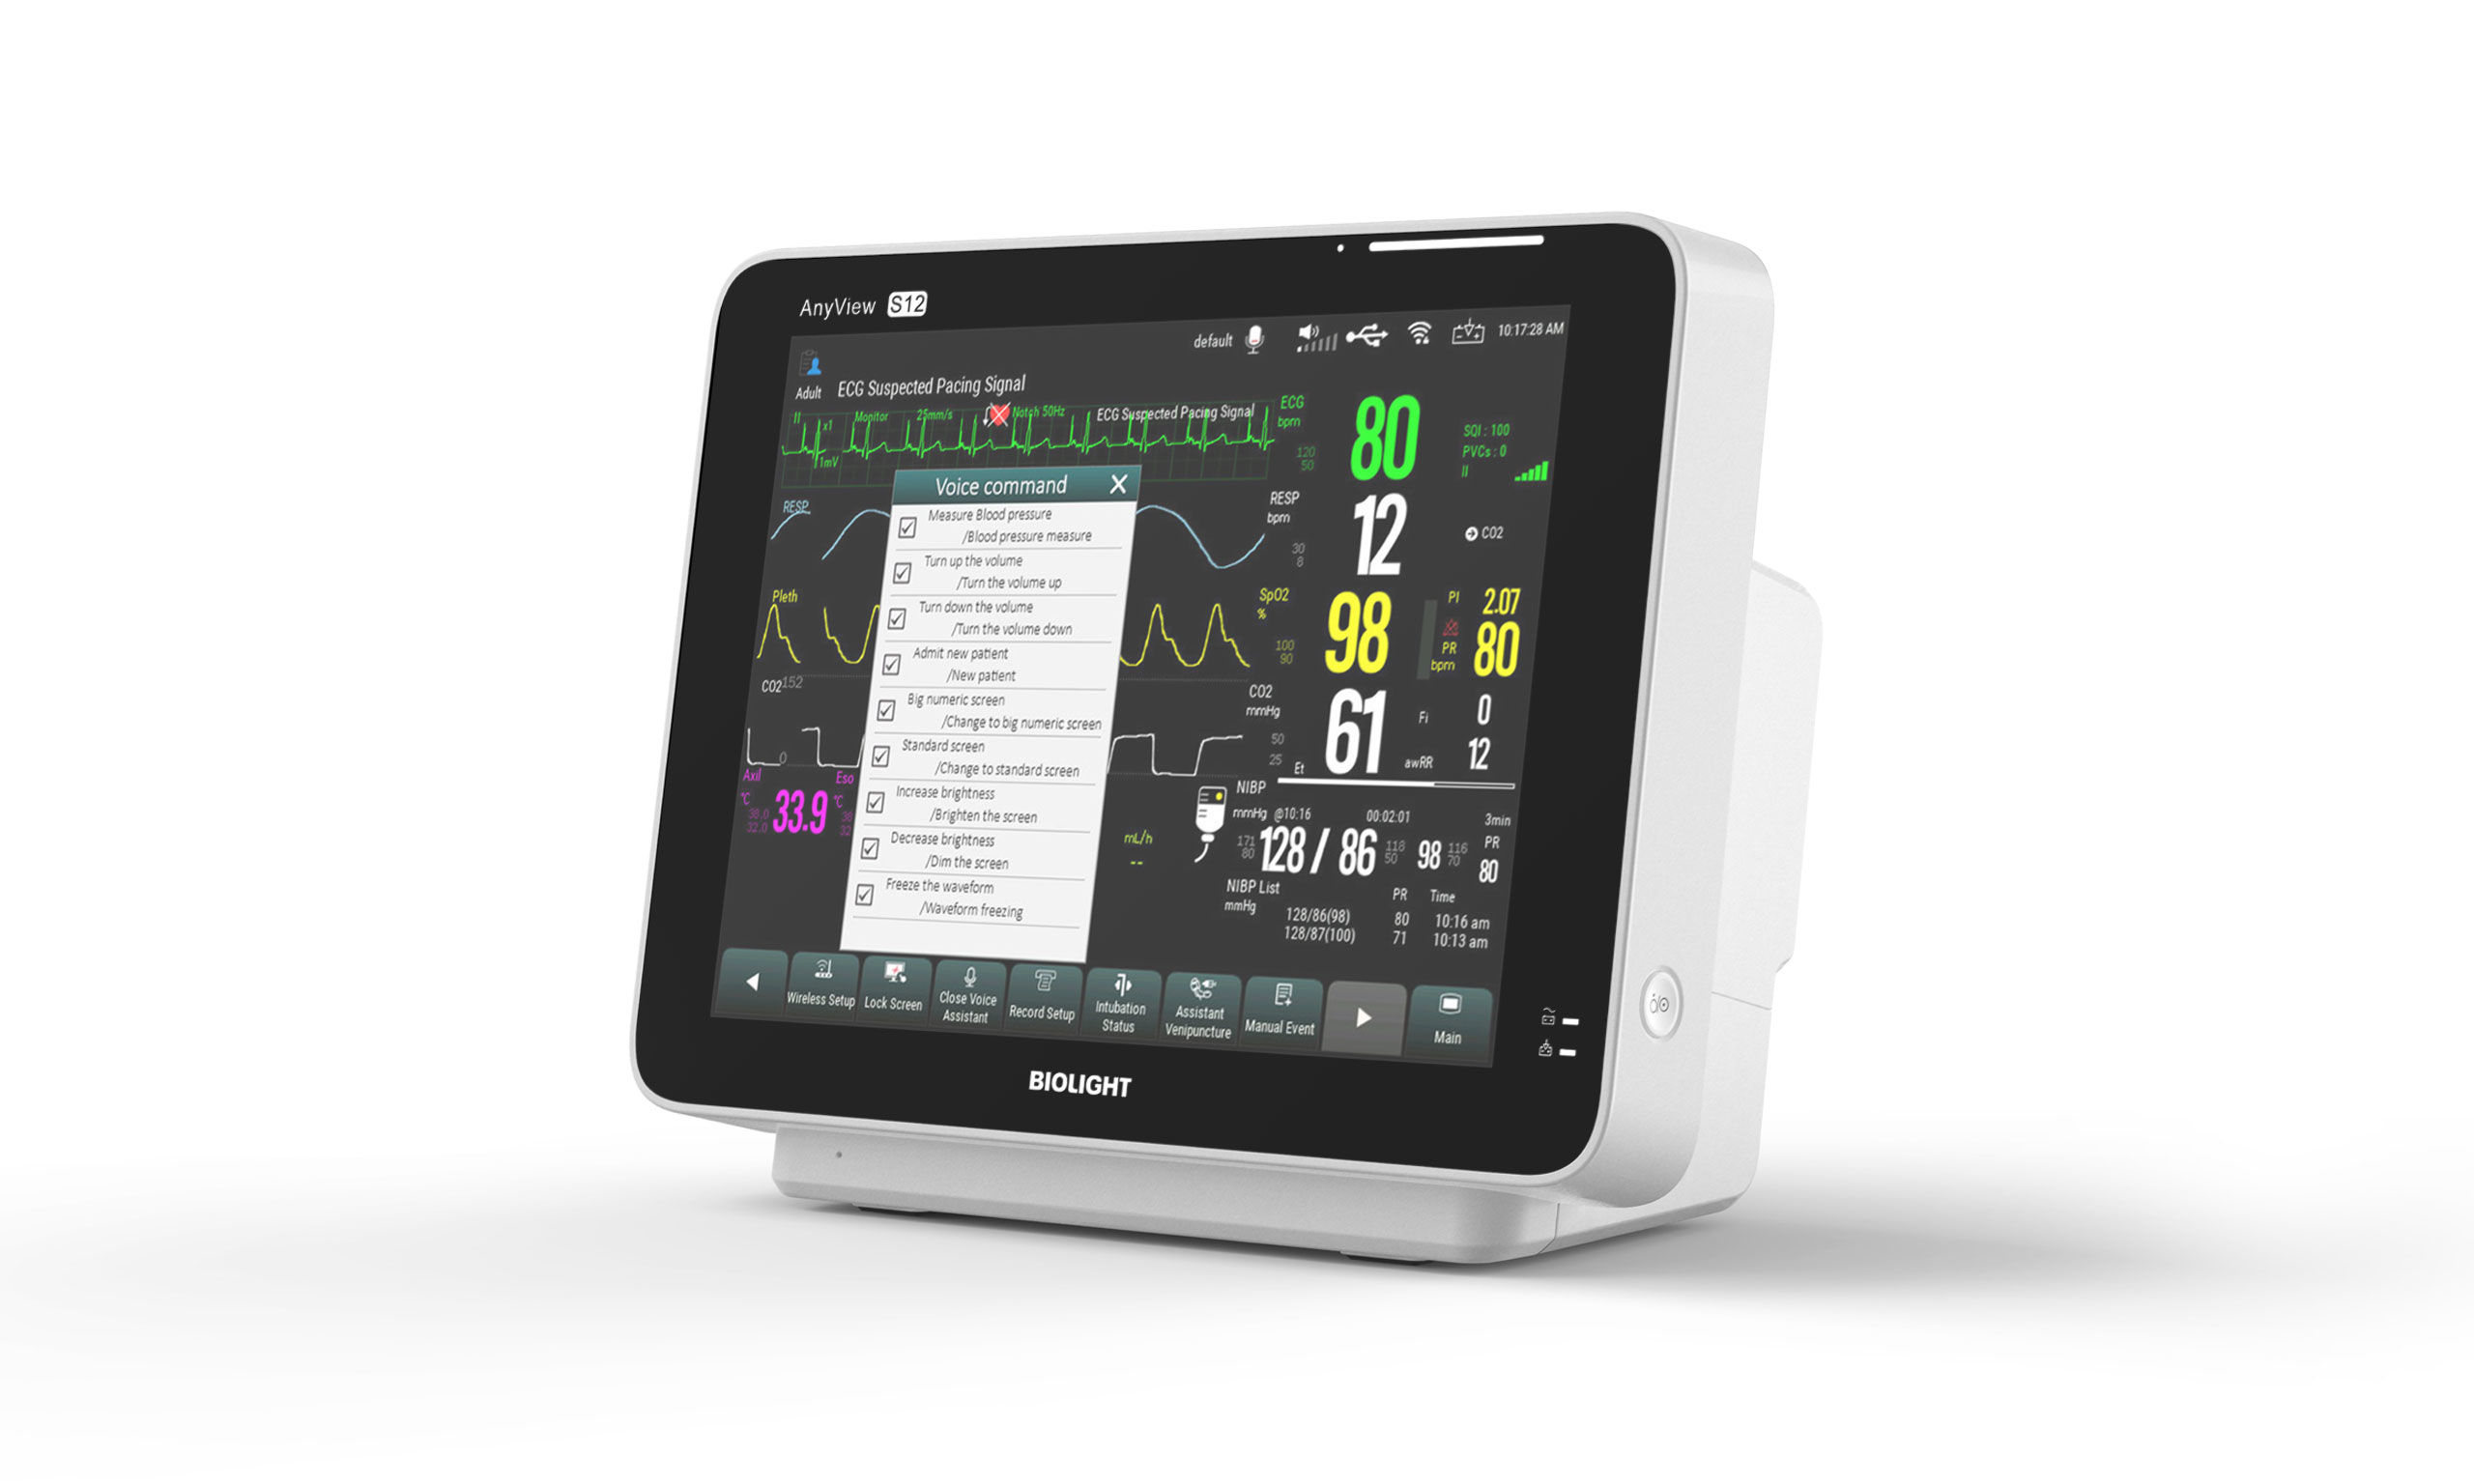 AnyView S12
default
10:17:28 AM
Adult
ECG Suspected Pacing Signal
II
x1
1mV
Monitor
25mm/s
Notch 50Hz
ECG Suspected Pacing Signal
ECG
bpm
120
50
80
SQI : 100
PVCs : 0
II
RESP
RESP
bpm
30
8
12
CO2
Pleth
SpO2
%
100
90
98
PI
2.07
PR
bpm
80
CO2
152
0
CO2
mmHg
50
25
Et
61
Fi
0
awRR
12
Axil
°C
33.9
Eso
°C
mL/h
--
NIBP
mmHg
@10:16
00:02:01
3min
171
80
128 / 86
118
50
98
116
70
PR
80
NIBP List
mmHg
PR
Time
128/86(98)
80
10:16 am
128/87(100)
71
10:13 am
Voice command
Measure Blood pressure
/Blood pressure measure
Turn up the volume
/Turn the volume up
Turn down the volume
/Turn the volume down
Admit new patient
/New patient
Big numeric screen
/Change to big numeric screen
Standard screen
/Change to standard screen
Increase brightness
/Brighten the screen
Decrease brightness
/Dim the screen
Freeze the waveform
/Waveform freezing
Wireless Setup
Lock Screen
Close Voice
Assistant
Record Setup
Intubation
Status
Assistant
Venipuncture
Manual Event
Main
BIOLIGHT